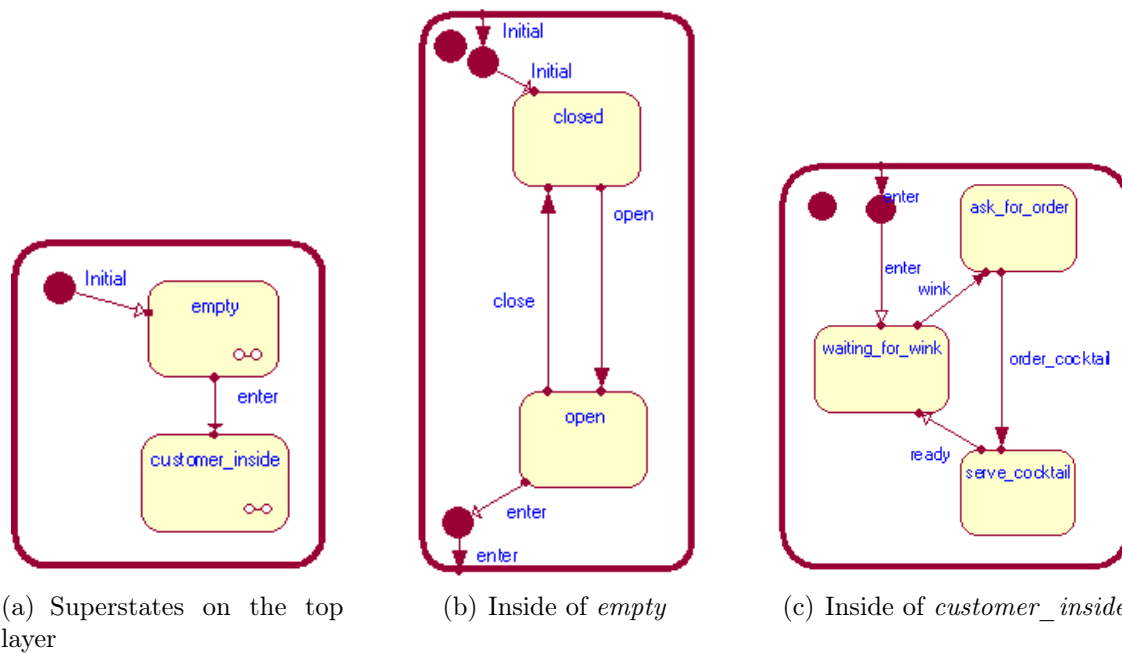 Initial
empty
enter
customer_inside
(a) Superstates on the top
layer
Initial
Initial
closed
open
close
open
enter
enter
(b) Inside of empty
enter
ask_for_order
enter
wink
waiting_for_wink
order_cocktail
ready
serve_cocktail
(c) Inside of customer_inside